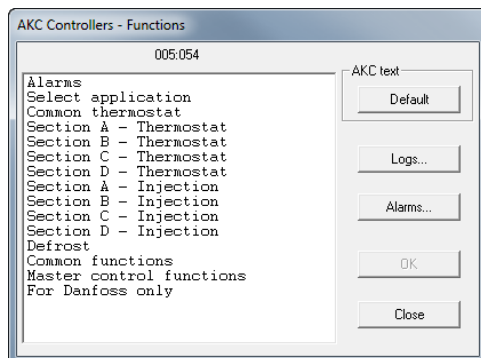 AKC Controllers - Functions
005:054
Alarms
Select application
Common thermostat
Section A - Thermostat
Section B - Thermostat
Section C - Thermostat
Section D - Thermostat
Section A - Injection
Section B - Injection
Section C - Injection
Section D - Injection
Defrost
Common functions
Master control functions
For Danfoss only
AKC text
Default
Logs...
Alarms...
OK
Close